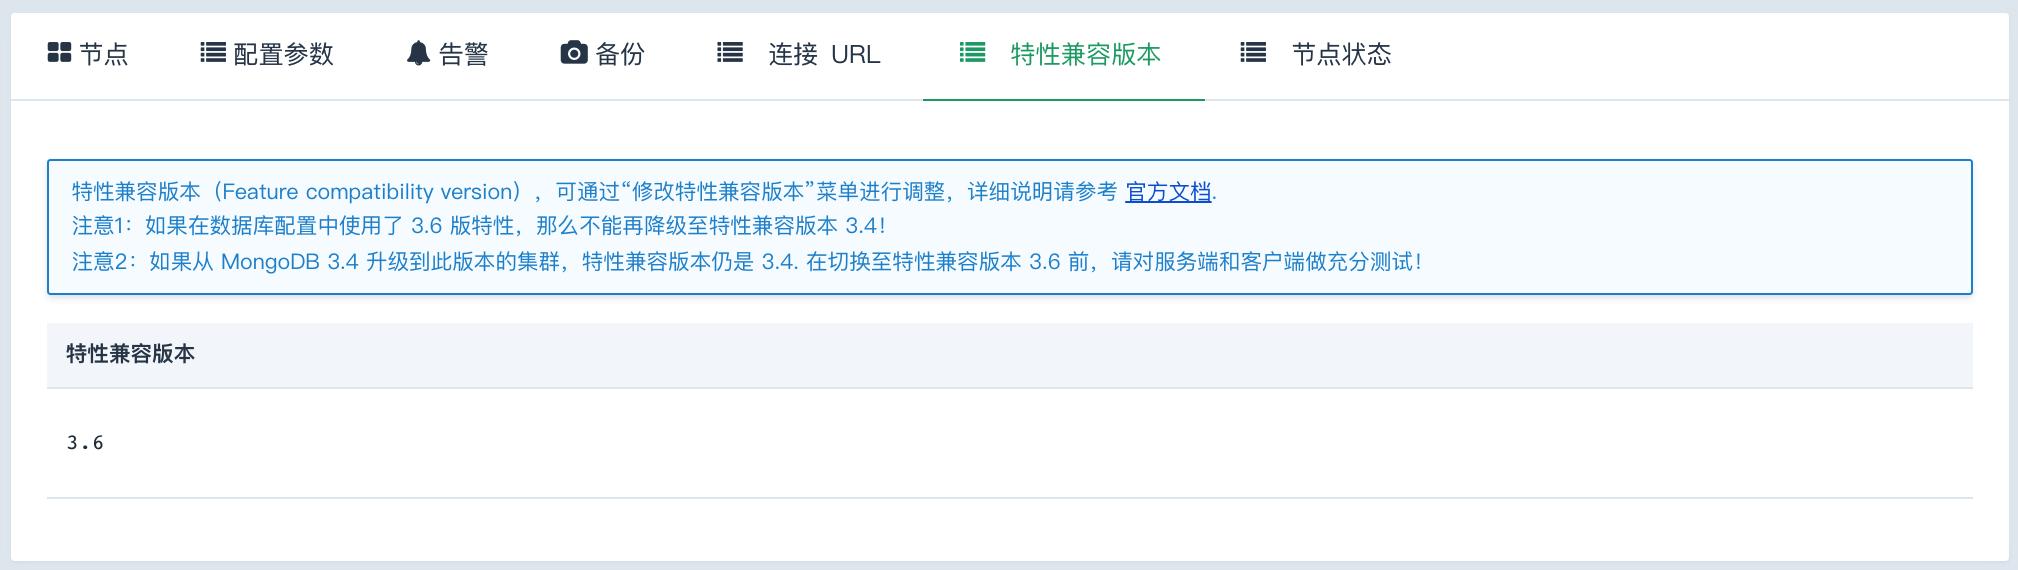 节点 配置参数 告警 备份 连接 URL 特性兼容版本 节点状态
特性兼容版本（Feature compatibility version），可通过“修改特性兼容版本”菜单进行调整，详细说明请参考 官方文档.
注意1：如果在数据库配置中使用了 3.6 版特性，那么不能再降级至特性兼容版本 3.4！
注意2：如果从 MongoDB 3.4 升级到此版本的集群，特性兼容版本仍是 3.4. 在切换至特性兼容版本 3.6 前，请对服务端和客户端做充分测试！
特性兼容版本
3.6